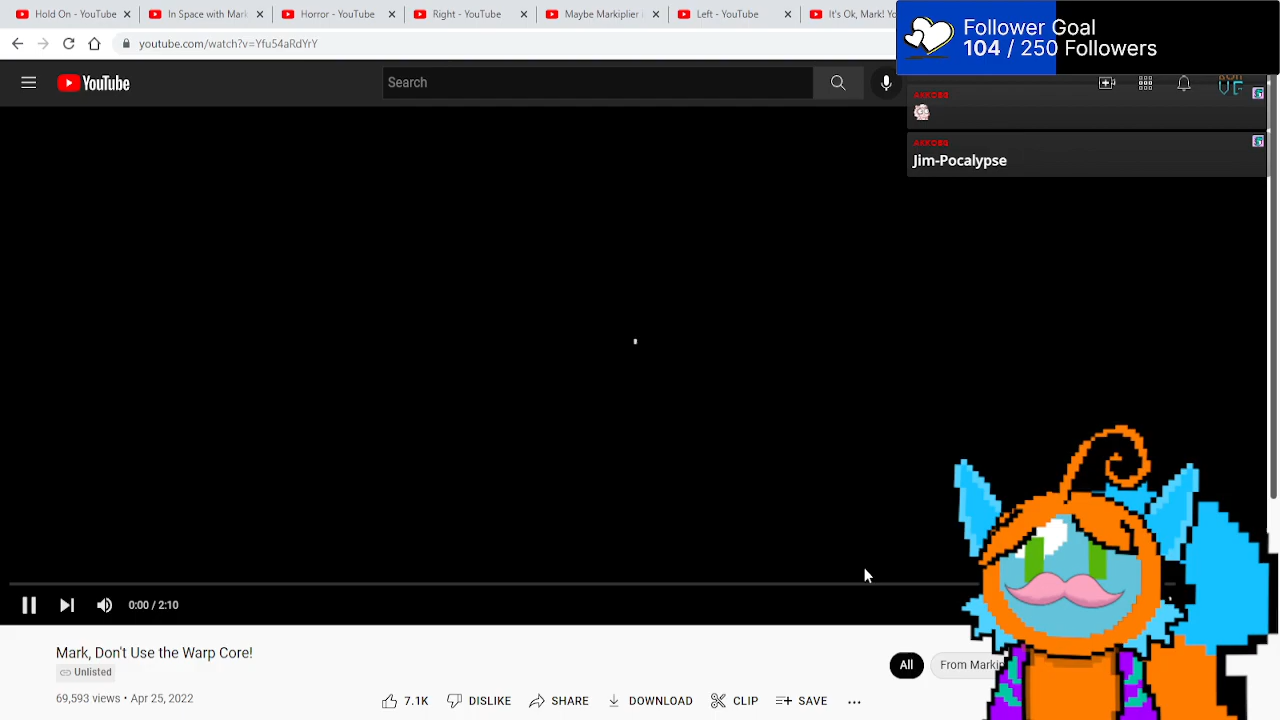 Hold On - YouTube
In Space with Mark
Horror - YouTube
Right - YouTube
Maybe Markiplier I
Left - YouTube
It's Ok, Mark! Yo
youtube.com/watch?v=Yfu54aRdYrY
Follower Goal
104 / 250 Followers
YouTube
Search
AKKOBQ
AKKOBQ
Jim-Pocalypse
0:00 / 2:10
Mark, Don't Use the Warp Core!
Unlisted
69,593 views • Apr 25, 2022
7.1K
DISLIKE
SHARE
DOWNLOAD
CLIP
SAVE
All